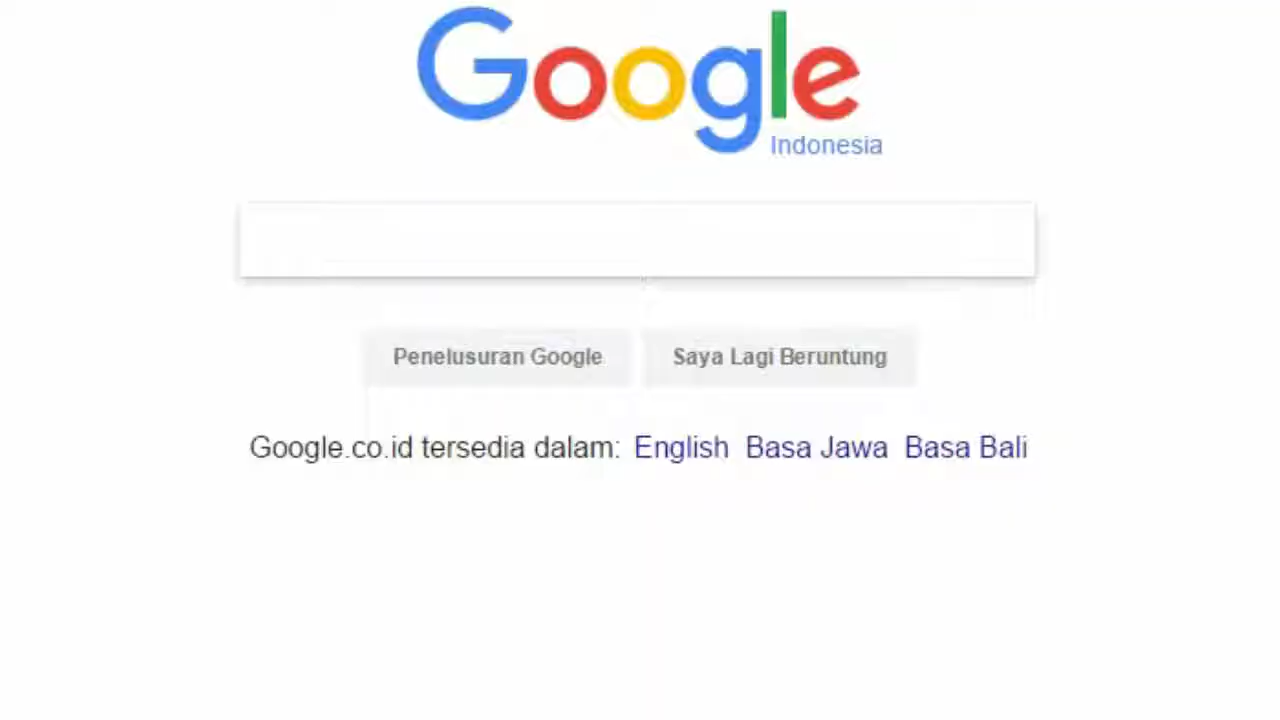 Google
Indonesia
Penelusuran Google Saya Lagi Beruntung
Google.co.id tersedia dalam: English Basa Jawa Basa Bali